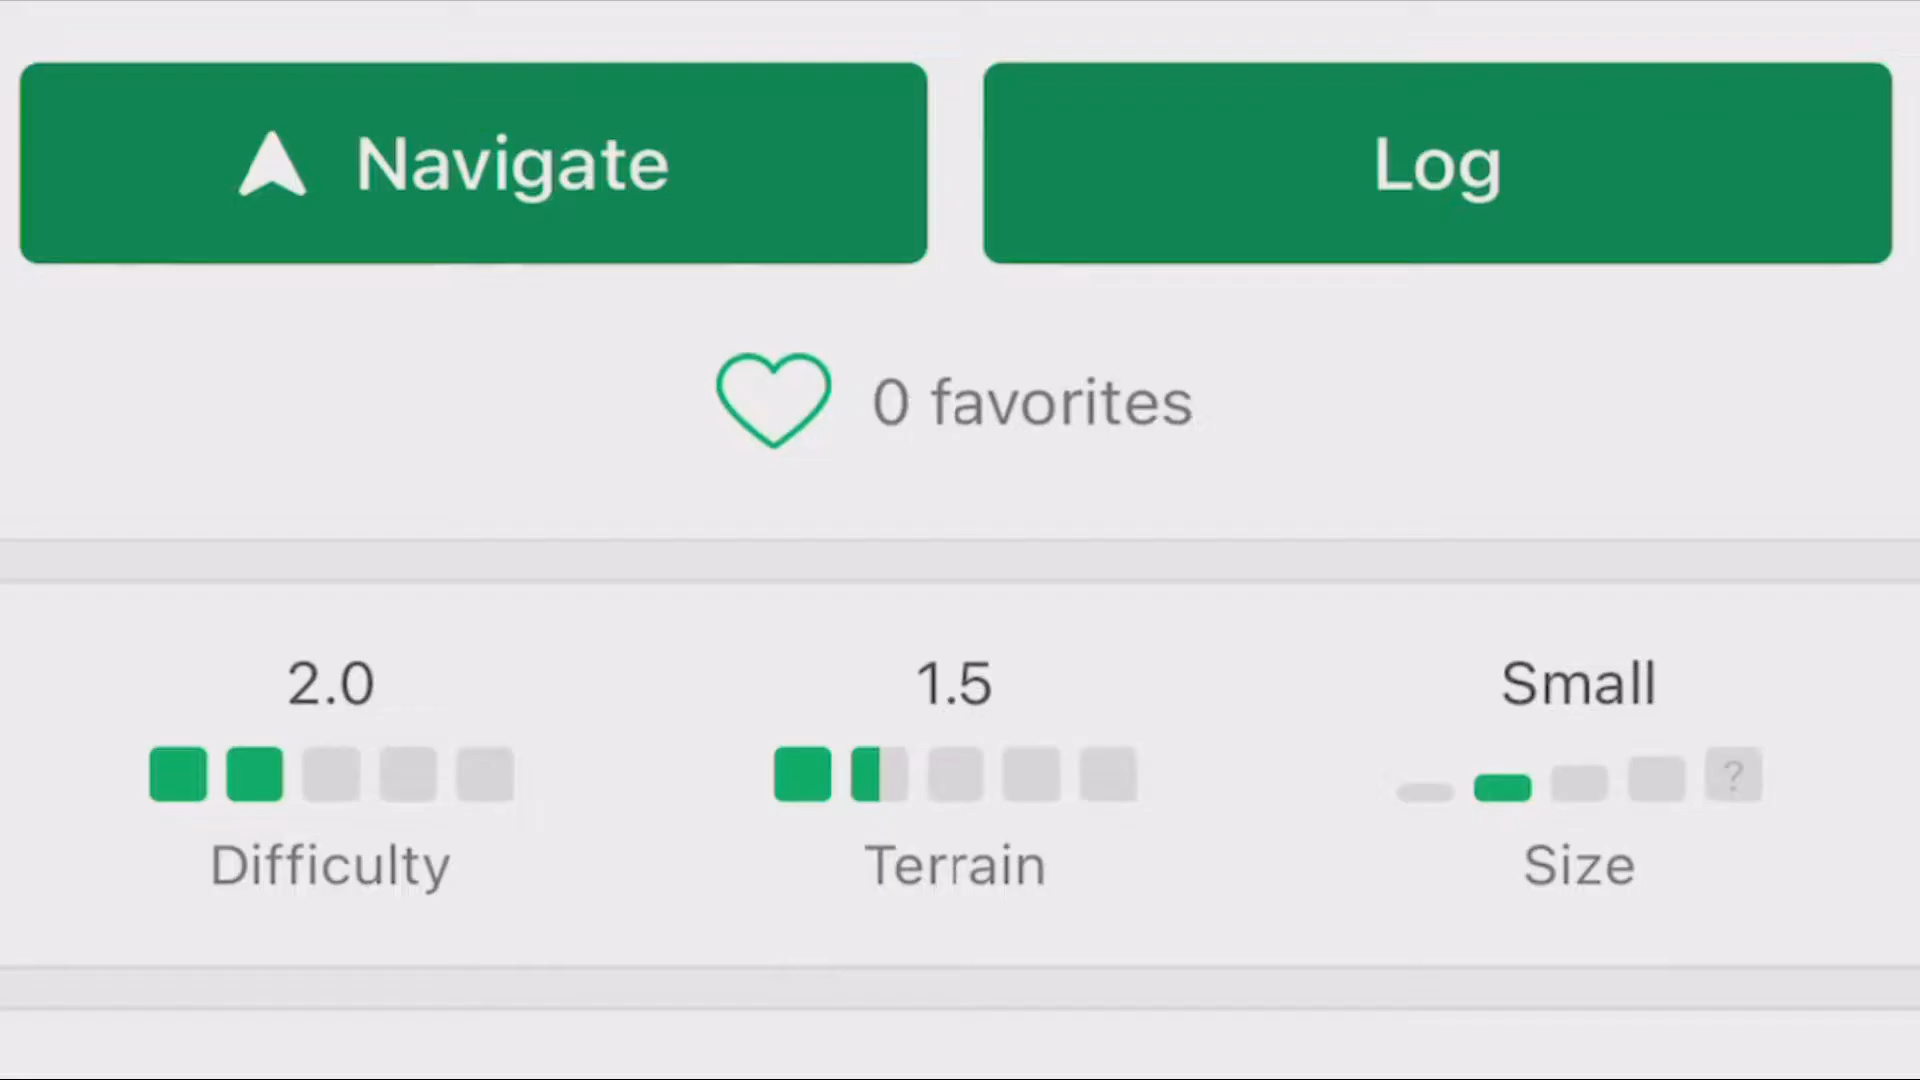 Navigate
Log
0 favorites
2.0
1.5
Small
?
Difficulty
Terrain
Size